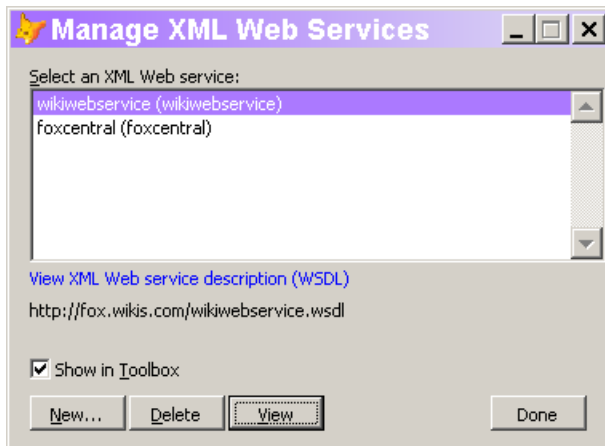 Manage XML Web Services
Select an XML Web service:
wikiwebservice (wikiwebservice)
foxcentral (foxcentral)
View XML Web service description (WSDL)
http://fox.wikis.com/wikiwebservice.wsdl
Show in Toolbox
New... Delete View Done